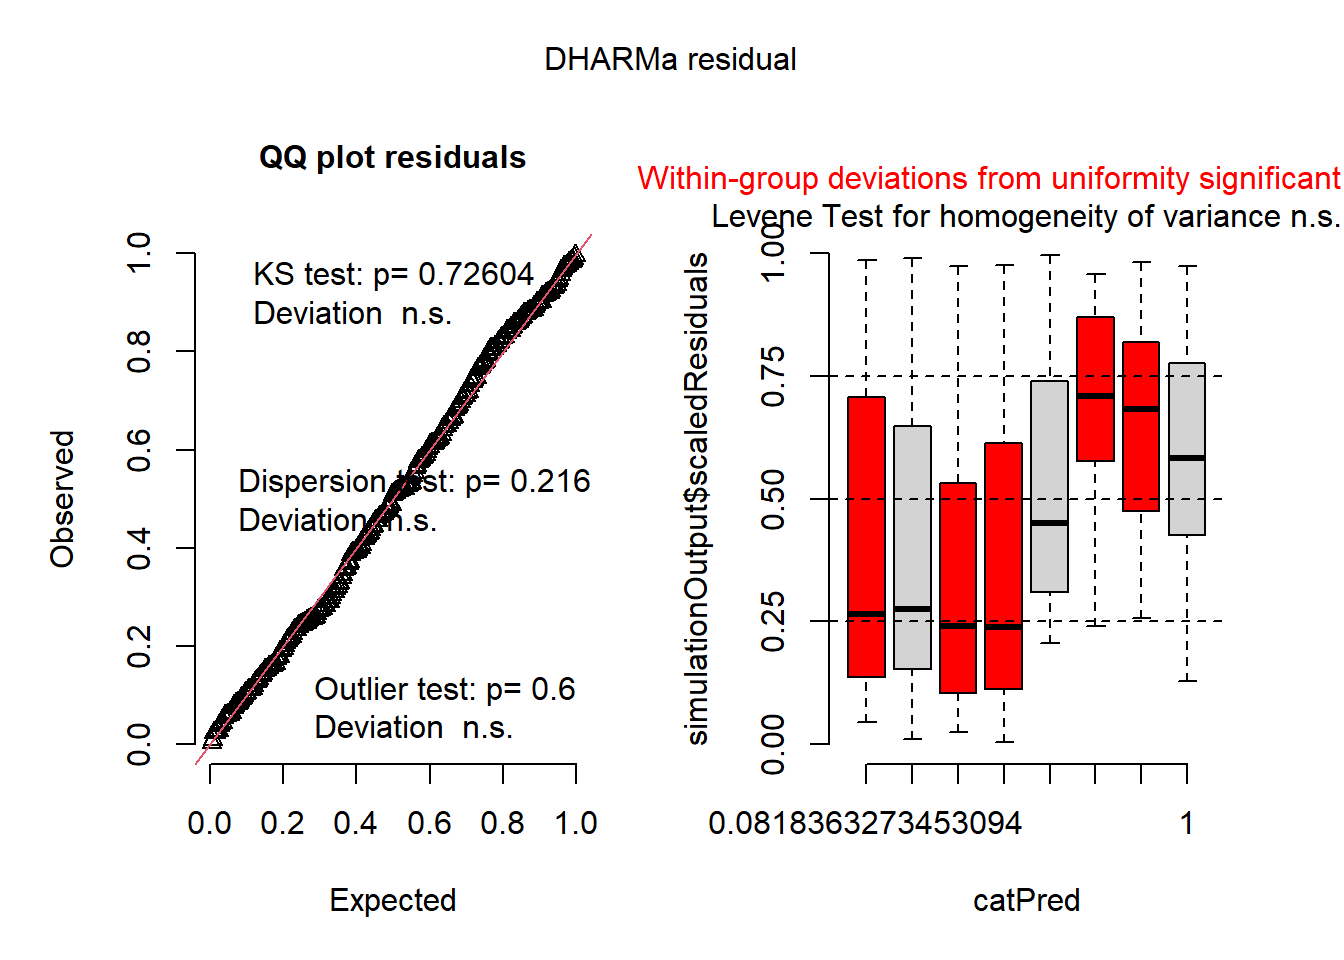 DHARMa residual
QQ plot residuals
KS test: p= 0.72604
Deviation  n.s.
Dispersion test: p= 0.216
Deviation n.s.
Outlier test: p= 0.6
Deviation  n.s.
Observed
0.0 0.2 0.4 0.6 0.8 1.0
0.0 0.2 0.4 0.6 0.8 1.0
Expected
Within-group deviations from uniformity significant
Levene Test for homogeneity of variance n.s.
simulationOutput$scaledResiduals
0.00 0.25 0.50 0.75 1.00
0.0818363273453094 1
catPred